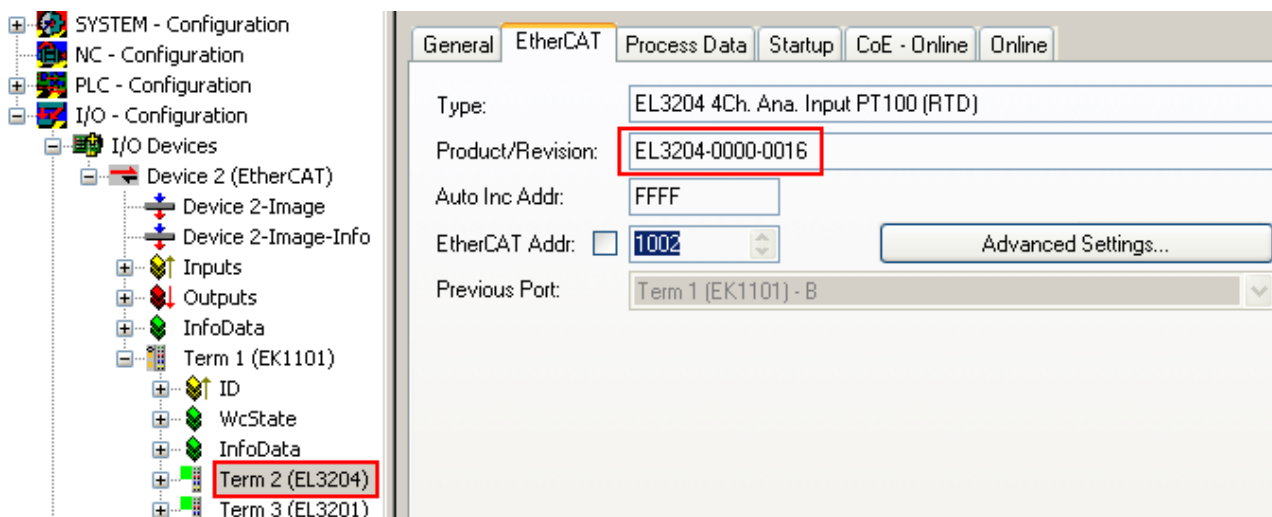 SYSTEM - Configuration
NC - Configuration
PLC - Configuration
I/O - Configuration
I/O Devices
Device 2 (EtherCAT)
Device 2-Image
Device 2-Image-Info
Inputs
Outputs
InfoData
Term 1 (EK1101)
ID
WcState
InfoData
Term 2 (EL3204)
Term 3 (EL3201)
General EtherCAT Process Data Startup CoE - Online Online
Type: EL3204 4Ch. Ana. Input PT100 (RTD)
Product/Revision: EL3204-0000-0016
Auto Inc Addr: FFFF
EtherCAT Addr: 1002 Advanced Settings...
Previous Port: Term 1 (EK1101) - B